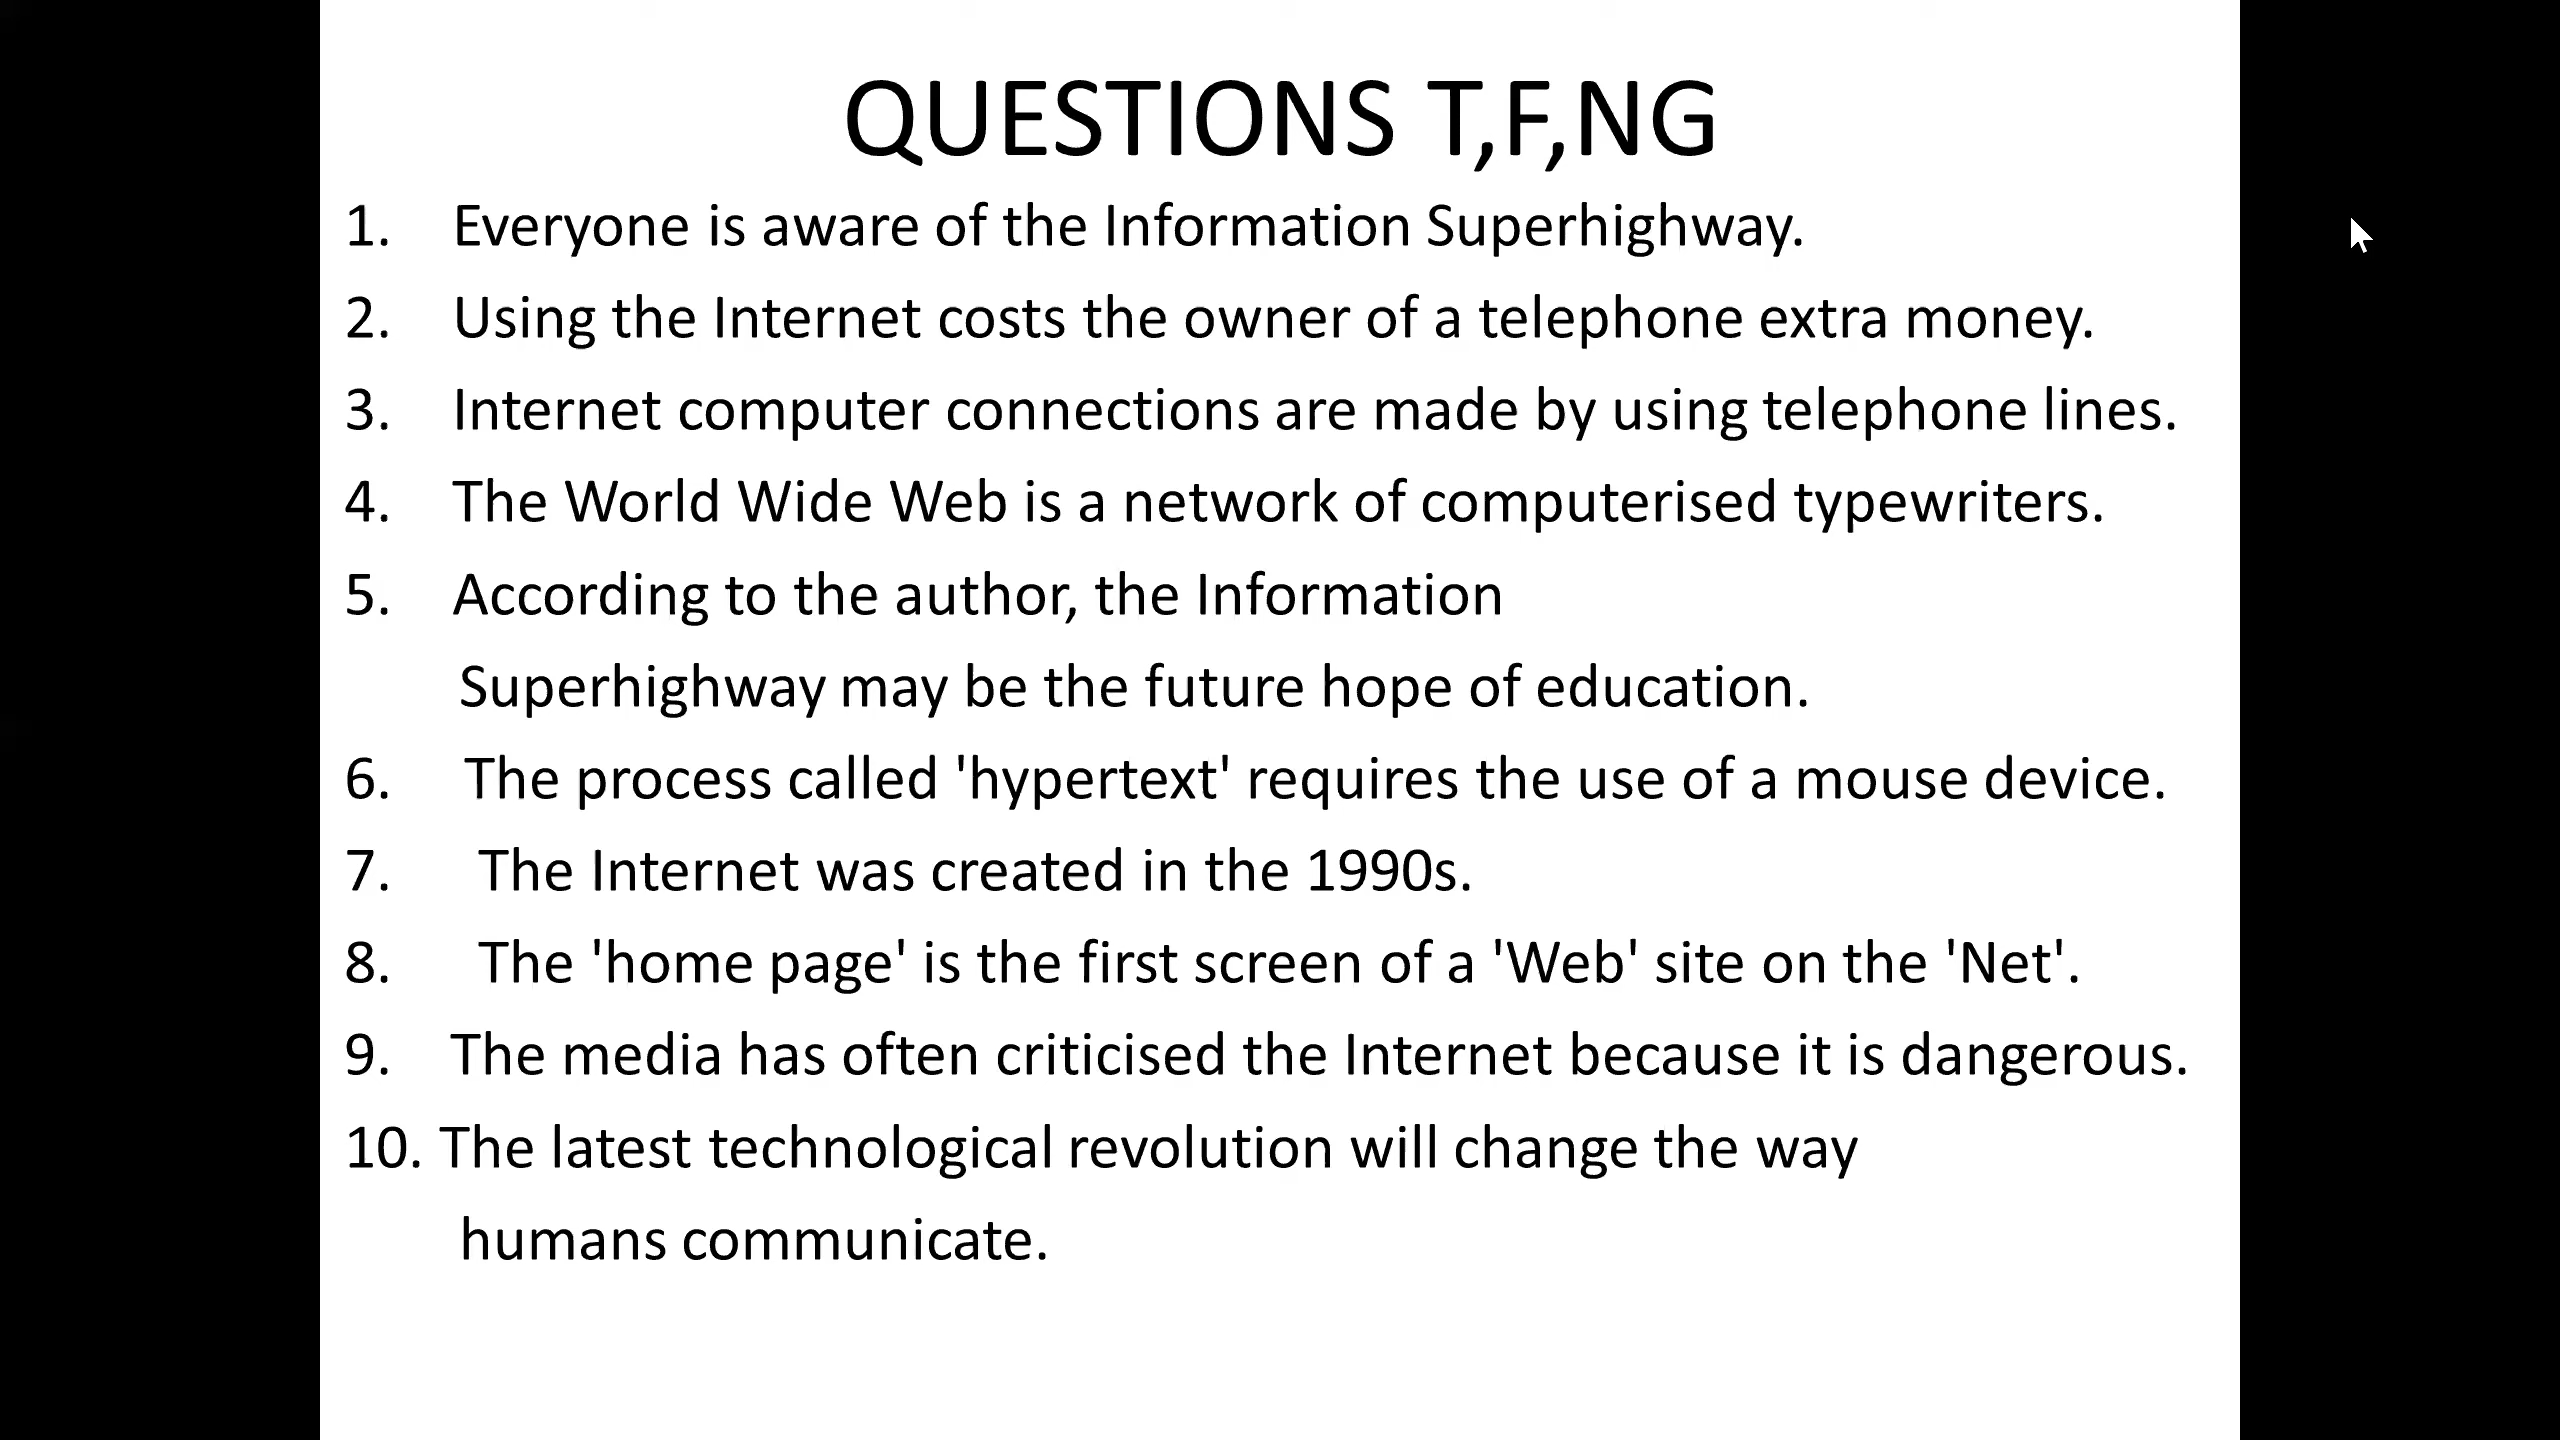 QUESTIONS T,F,NG
1. Everyone is aware of the Information Superhighway.
2. Using the Internet costs the owner of a telephone extra money.
3. Internet computer connections are made by using telephone lines.
4. The World Wide Web is a network of computerised typewriters.
5. According to the author, the Information
Superhighway may be the future hope of education.
6. The process called 'hypertext' requires the use of a mouse device.
7. The Internet was created in the 1990s.
8. The 'home page' is the first screen of a 'Web' site on the 'Net'.
9. The media has often criticised the Internet because it is dangerous.
10. The latest technological revolution will change the way
humans communicate.